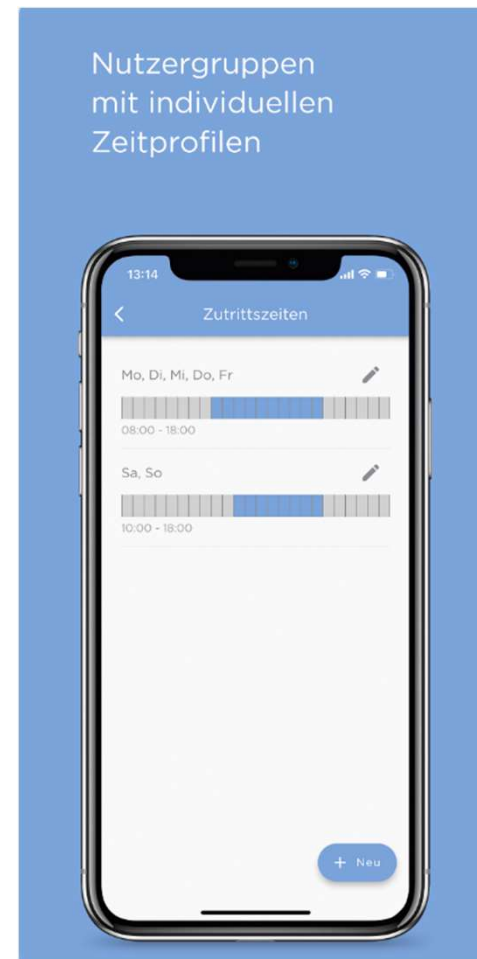 Nutzergruppen
mit individuellen
Zeitprofilen
13:14
Zutrittszeiten
Mo, Di, Mi, Do, Fr
08:00 - 18:00
Sa, So
10:00 - 18:00
+ Neu